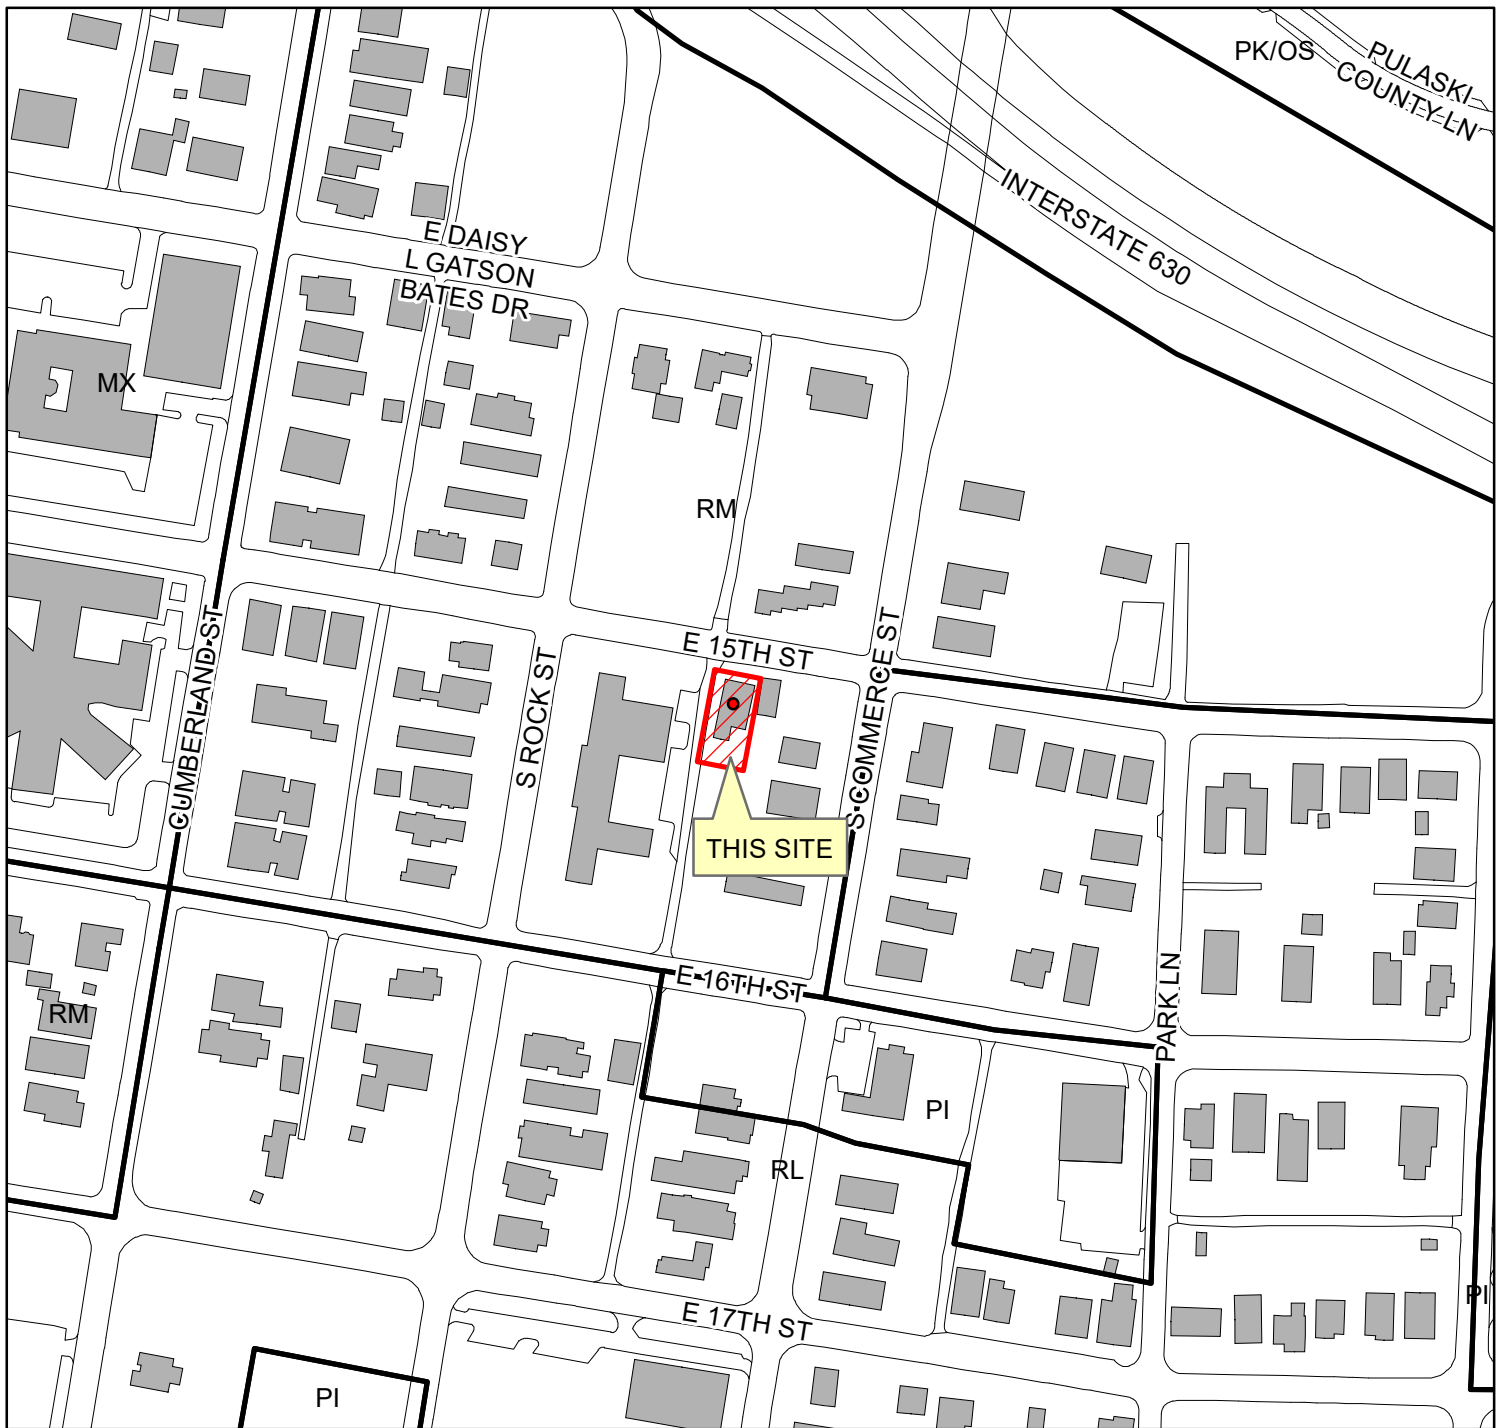 PK/OS
PULASKI
COUNTY LN
INTERSTATE 630
E DAISY
L GATSON
BATES DR
MX
RM
E 15TH ST
S COMMERCE ST
CUMBERLAND ST
S ROCK ST
THIS SITE
E 16TH ST
PARK LN
RM
PI
RL
E 17TH ST
PI
PI